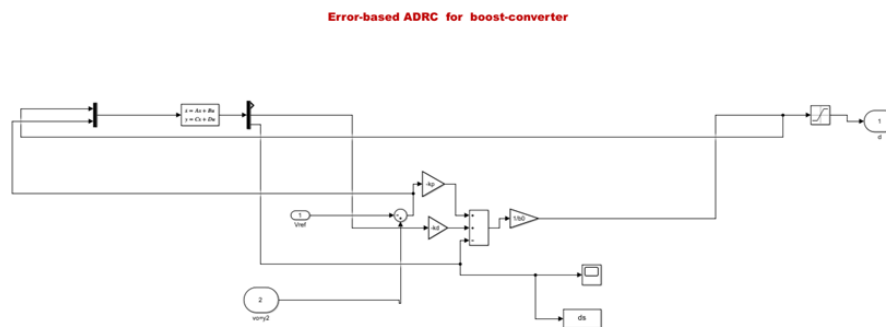 Error-based ADRC for boost-converter
ẋ = Ax + Bu
y = Cx + Du
1
d
-kp
1
Vref
-kd
1/b0
2
vo=y2
ds